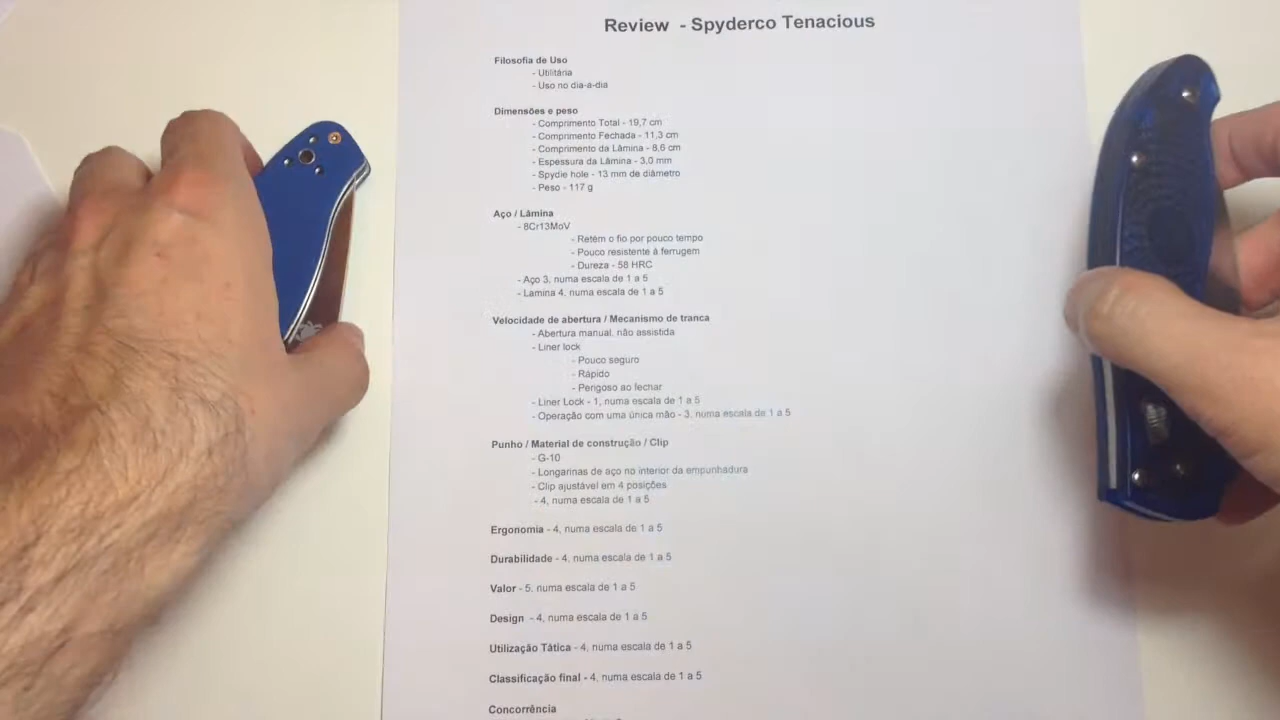 Review - Spyderco Tenacious
Filosofia de Uso
- Utilitária
- Uso no dia-a-dia
Dimensões e peso
- Comprimento Total - 19,7 cm
- Comprimento Fechada - 11,3 cm
- Comprimento da Lâmina - 8,6 cm
- Espessura da Lâmina - 3,0 mm
- Spydie hole - 13 mm de diâmetro
- Peso - 117 g
Aço / Lâmina
- 8Cr13MoV
- Retém o fio por pouco tempo
- Pouco resistente à ferrugem
- Dureza - 58 HRC
- Aço 3, numa escala de 1 a 5
- Lamina 4, numa escala de 1 a 5
Velocidade de abertura / Mecanismo de tranca
- Abertura manual, não assistida
- Liner lock
- Pouco seguro
- Rápido
- Perigoso ao fechar
- Liner Lock - 1, numa escala de 1 a 5
- Operação com uma única mão - 3, numa escala de 1 a 5
Punho / Material de construção / Clip
- G-10
- Longarinas de aço no interior da empunhadura
- Clip ajustável em 4 posições
- 4, numa escala de 1 a 5
Ergonomia - 4, numa escala de 1 a 5
Durabilidade - 4, numa escala de 1 a 5
Valor - 5, numa escala de 1 a 5
Design - 4, numa escala de 1 a 5
Utilização Tática - 4, numa escala de 1 a 5
Classificação final - 4, numa escala de 1 a 5
Concorrência